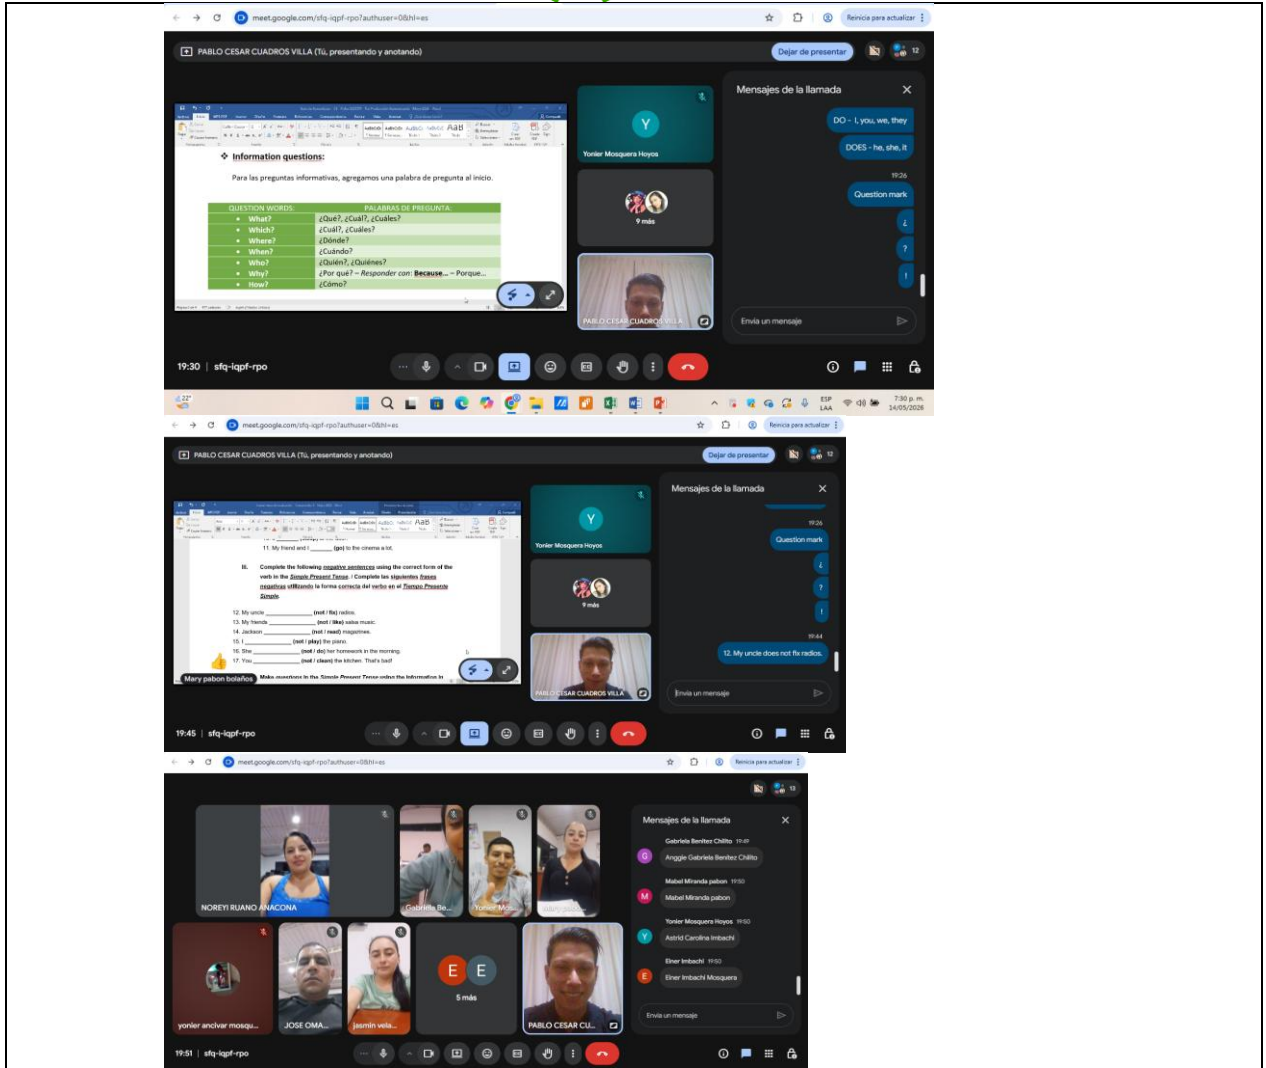 meet.google.com/sfq-iqpf-rpo?authuser=0&hl=es
Reinicia para actualizar
PABLO CESAR CUADROS VILLA (Tú, presentando y anotando)
Dejar de presentar
12
Information questions:
Para las preguntas informativas, agregamos una palabra de pregunta al inicio.
QUESTION WORDS: PALABRAS DE PREGUNTA:
What? ¿Qué?, ¿Cuál?, ¿Cuáles?
Which? ¿Cuál?, ¿Cuáles?
Where? ¿Dónde?
When? ¿Cuándo?
Who? ¿Quién?, ¿Quiénes?
Why? ¿Por qué? – Responder con: Because... – Porque...
How? ¿Cómo?
Y
Yonier Mosquera Hoyos
9 más
PABLO CESAR CUADROS VILLA
Mensajes de la llamada
DO - I, you, we, they
DOES - he, she, it
19:26
Question mark
¿
?
!
Envía un mensaje
19:30 | sfq-iqpf-rpo
22°
ESP
LAA
7:30 p. m.
14/05/2026
meet.google.com/sfq-iqpf-rpo?authuser=0&hl=es
Reinicia para actualizar
PABLO CESAR CUADROS VILLA (Tú, presentando y anotando)
Dejar de presentar
12
11. My friend and I ______ (go) to the cinema a lot.
III. Complete the following negative sentences using the correct form of the
verb in the Simple Present Tense. / Complete las siguientes frases
negativas utilizando la forma correcta del verbo en el Tiempo Presente
Simple.
12. My uncle ____________ (not / fix) radios.
13. My friends ____________ (not / like) salsa music.
14. Jackson ____________ (not / read) magazines.
15. I ____________ (not / play) the piano.
16. She ____________ (not / do) her homework in the morning.
17. You ____________ (not / clean) the kitchen. That's bad!
Make questions in the Simple Present Tense using the information in
Mary pabon bolaños
Y
Yonier Mosquera Hoyos
9 más
PABLO CESAR CUADROS VILLA
Mensajes de la llamada
19:26
Question mark
¿
?
!
19:44
12. My uncle does not fix radios.
Envía un mensaje
19:45 | sfq-iqpf-rpo
meet.google.com/sfq-iqpf-rpo?authuser=0&hl=es
Reinicia para actualizar
13
NOREYI RUANO ANACONA
Gabriela Be...
Yonier Mos...
yonier ancivar mosqu...
JOSE OMA...
jasmin vela...
E E
5 más
PABLO CESAR CU...
Mensajes de la llamada
Gabriela Benitez Chilito 19:49
G
Anggie Gabriela Benitez Chilito
Mabel Miranda pabon 19:50
M
Mabel Miranda pabon
Yonier Mosquera Hoyos 19:50
Y
Astrid Carolina Imbachi
Einer Imbachi 19:50
E
Einer Imbachi Mosquera
Envía un mensaje
19:51 | sfq-iqpf-rpo